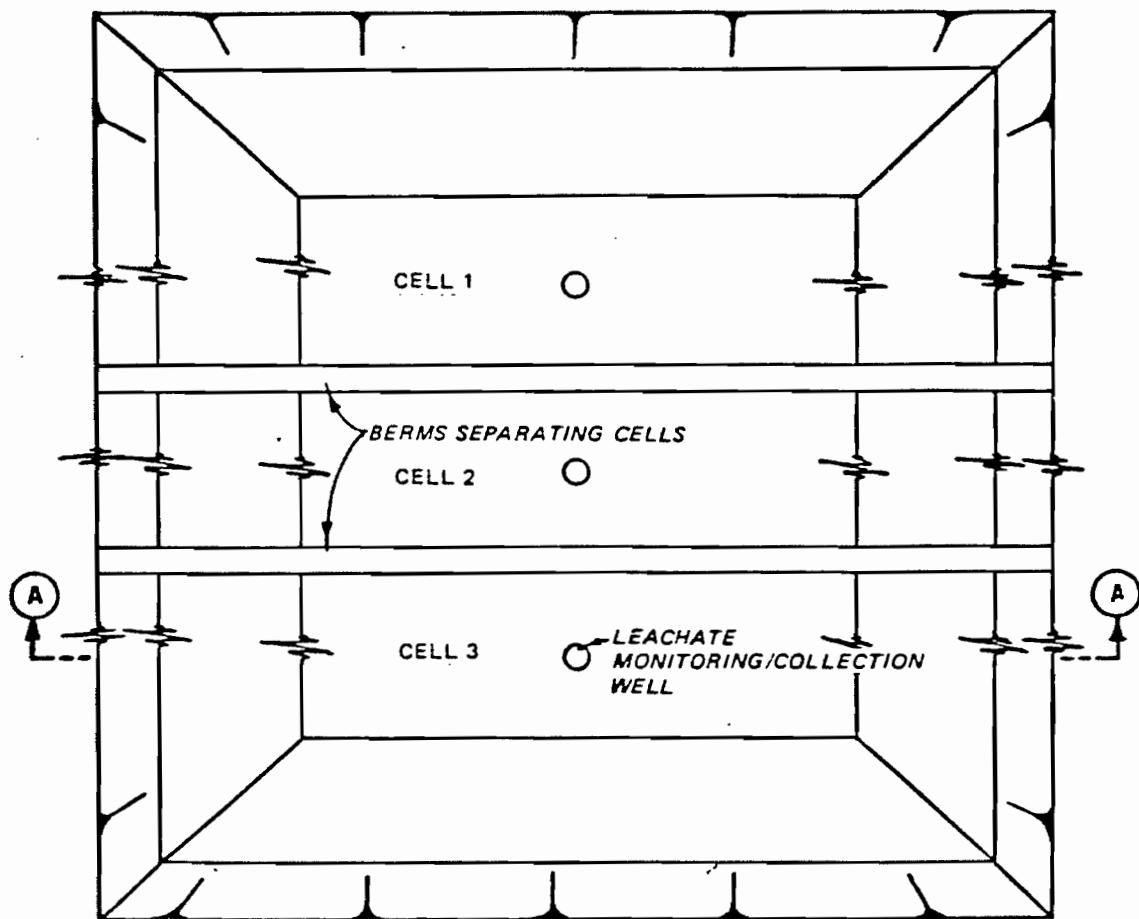 CELL 1
BERMS SEPARATING CELLS
CELL 2
A
A
CELL 3
LEACHATE
MONITORING/COLLECTION
WELL